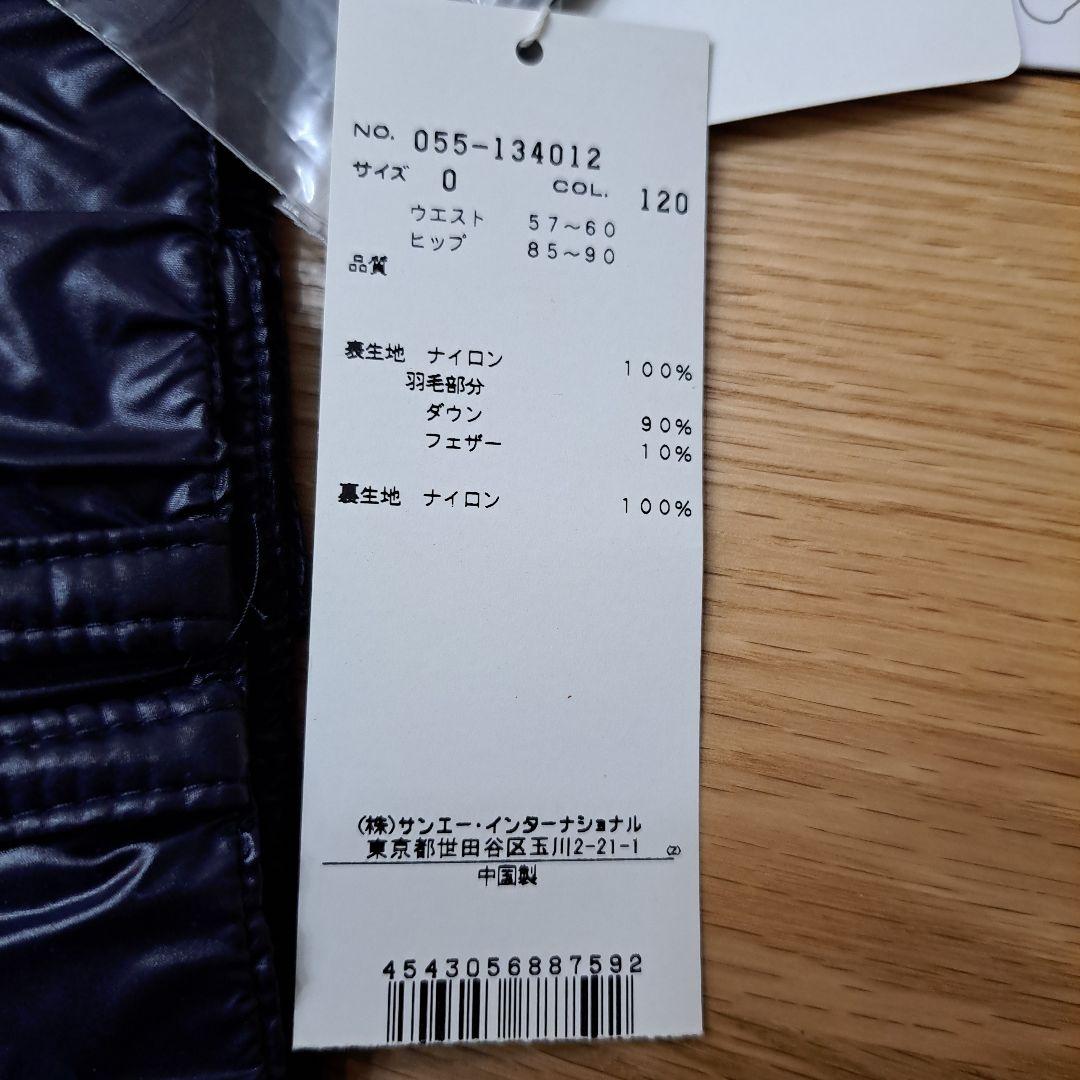 NO. 055-134012
サイズ 0 COL. 120
ウエスト 57〜60
ヒップ 85〜90
品質
表生地 ナイロン 100%
羽毛部分
ダウン 90%
フェザー 10%
裏生地 ナイロン 100%
(株)サンエー・インターナショナル
東京都世田谷区玉川2-21-1 (Z)
中国製
4543056887592